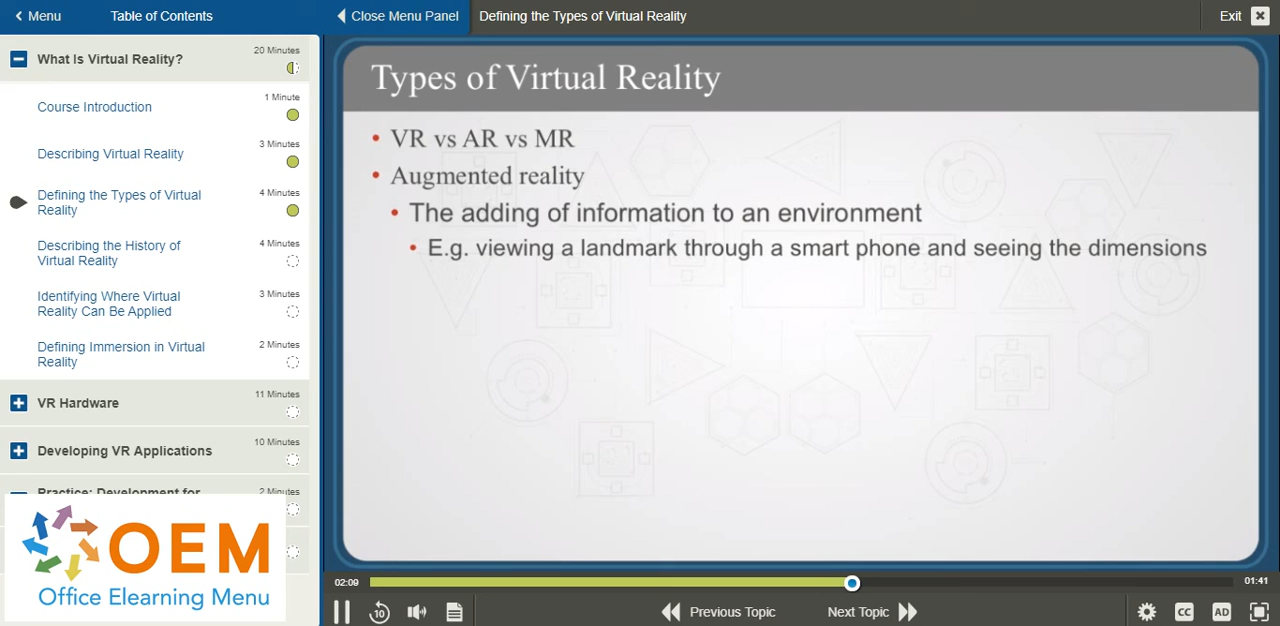 Menu
Table of Contents
Close Menu Panel
Defining the Types of Virtual Reality
Exit
What Is Virtual Reality?
20 Minutes
Course Introduction
1 Minute
Describing Virtual Reality
3 Minutes
Defining the Types of Virtual
Reality
4 Minutes
Describing the History of
Virtual Reality
4 Minutes
Identifying Where Virtual
Reality Can Be Applied
3 Minutes
Defining Immersion in Virtual
Reality
2 Minutes
VR Hardware
11 Minutes
Developing VR Applications
10 Minutes
Practice: Development for
2 Minutes
OEM
Office Elearning Menu
Types of Virtual Reality
• VR vs AR vs MR
• Augmented reality
• The adding of information to an environment
• E.g. viewing a landmark through a smart phone and seeing the dimensions
02:09
01:41
10
Previous Topic
Next Topic
CC
AD